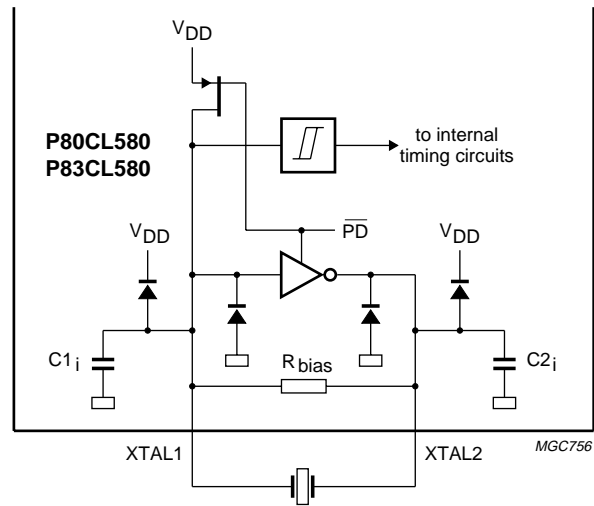 VDD
P80CL580
P83CL580
to internal
timing circuits
VDD
PD
VDD
C1i
Rbias
C2i
XTAL1
XTAL2
MGC756